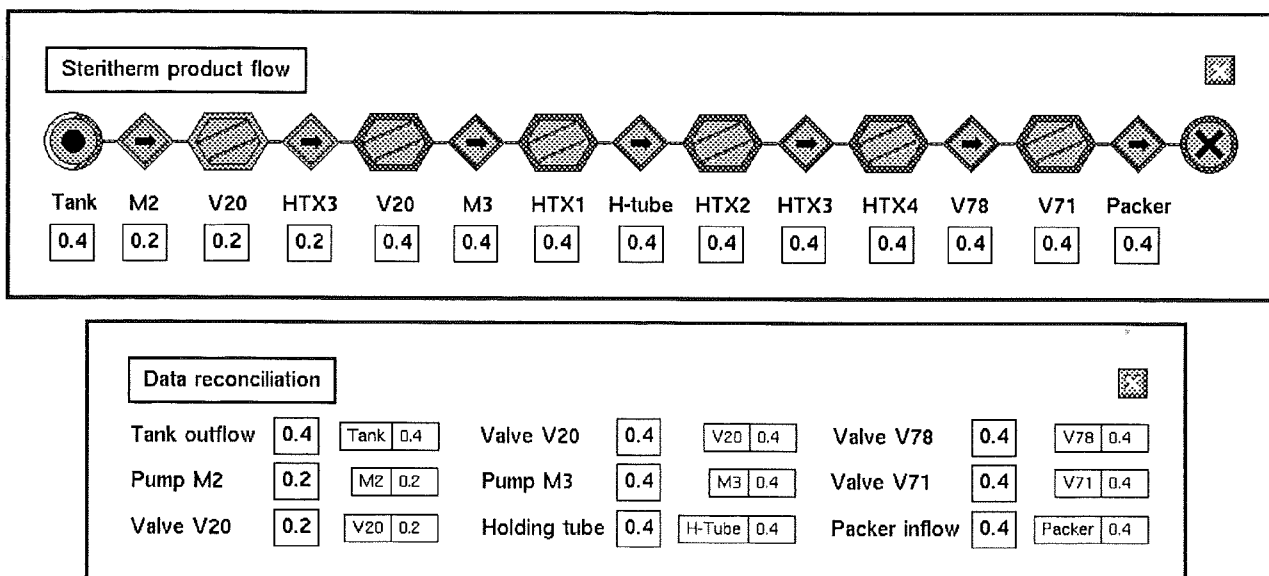 Steritherm product flow
Tank M2 V20 HTX3 V20 M3 HTX1 H-tube HTX2 HTX3 HTX4 V78 V71 Packer
0.4 0.2 0.2 0.2 0.4 0.4 0.4 0.4 0.4 0.4 0.4 0.4 0.4 0.4
Data reconciliation
Tank outflow 0.4 Tank 0.4 Valve V20 0.4 V20 0.4 Valve V78 0.4 V78 0.4
Pump M2 0.2 M2 0.2 Pump M3 0.4 M3 0.4 Valve V71 0.4 V71 0.4
Valve V20 0.2 V20 0.2 Holding tube 0.4 H-Tube 0.4 Packer inflow 0.4 Packer 0.4